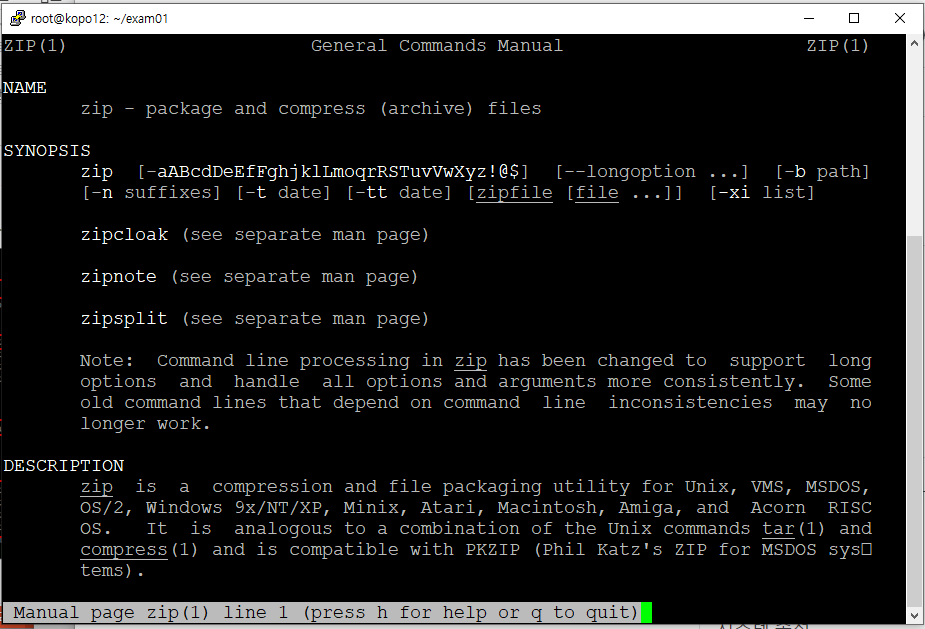 root@kopo12: ~/exam01
ZIP(1) General Commands Manual ZIP(1)
NAME
zip - package and compress (archive) files
SYNOPSIS
zip [-aABcdDeEfFghjklLmoqrRSTuvVwXyz!@$] [--longoption ...] [-b path]
[-n suffixes] [-t date] [-tt date] [zipfile [file ...]] [-xi list]
zipcloak (see separate man page)
zipnote (see separate man page)
zipsplit (see separate man page)
Note: Command line processing in zip has been changed to support long
options and handle all options and arguments more consistently. Some
old command lines that depend on command line inconsistencies may no
longer work.
DESCRIPTION
zip is a compression and file packaging utility for Unix, VMS, MSDOS,
OS/2, Windows 9x/NT/XP, Minix, Atari, Macintosh, Amiga, and Acorn RISC
OS. It is analogous to a combination of the Unix commands tar(1) and
compress(1) and is compatible with PKZIP (Phil Katz's ZIP for MSDOS sys□
tems).
Manual page zip(1) line 1 (press h for help or q to quit)